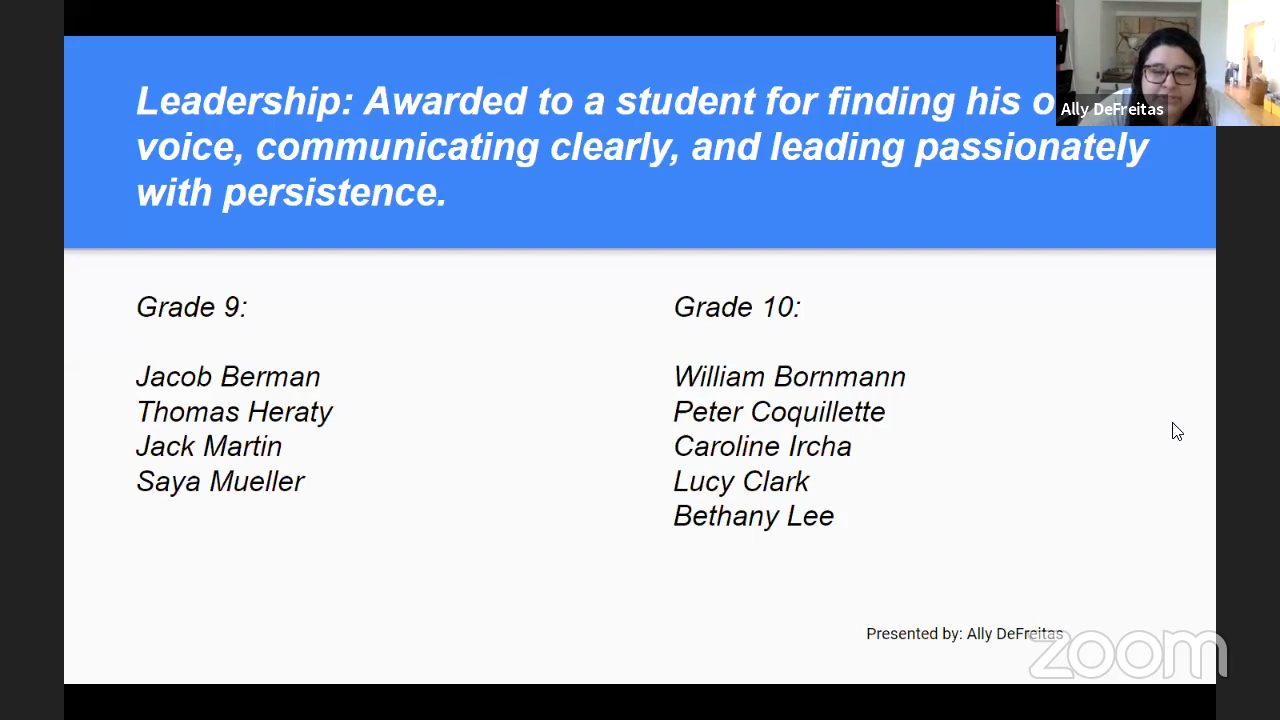 Leadership: Awarded to a student for finding his
voice, communicating clearly, and leading passionately
with persistence.
Ally DeFreitas
Grade 9:
Jacob Berman
Thomas Heraty
Jack Martin
Saya Mueller
Grade 10:
William Bornmann
Peter Coquillette
Caroline Ircha
Lucy Clark
Bethany Lee
Presented by: Ally DeFreitas
zoom